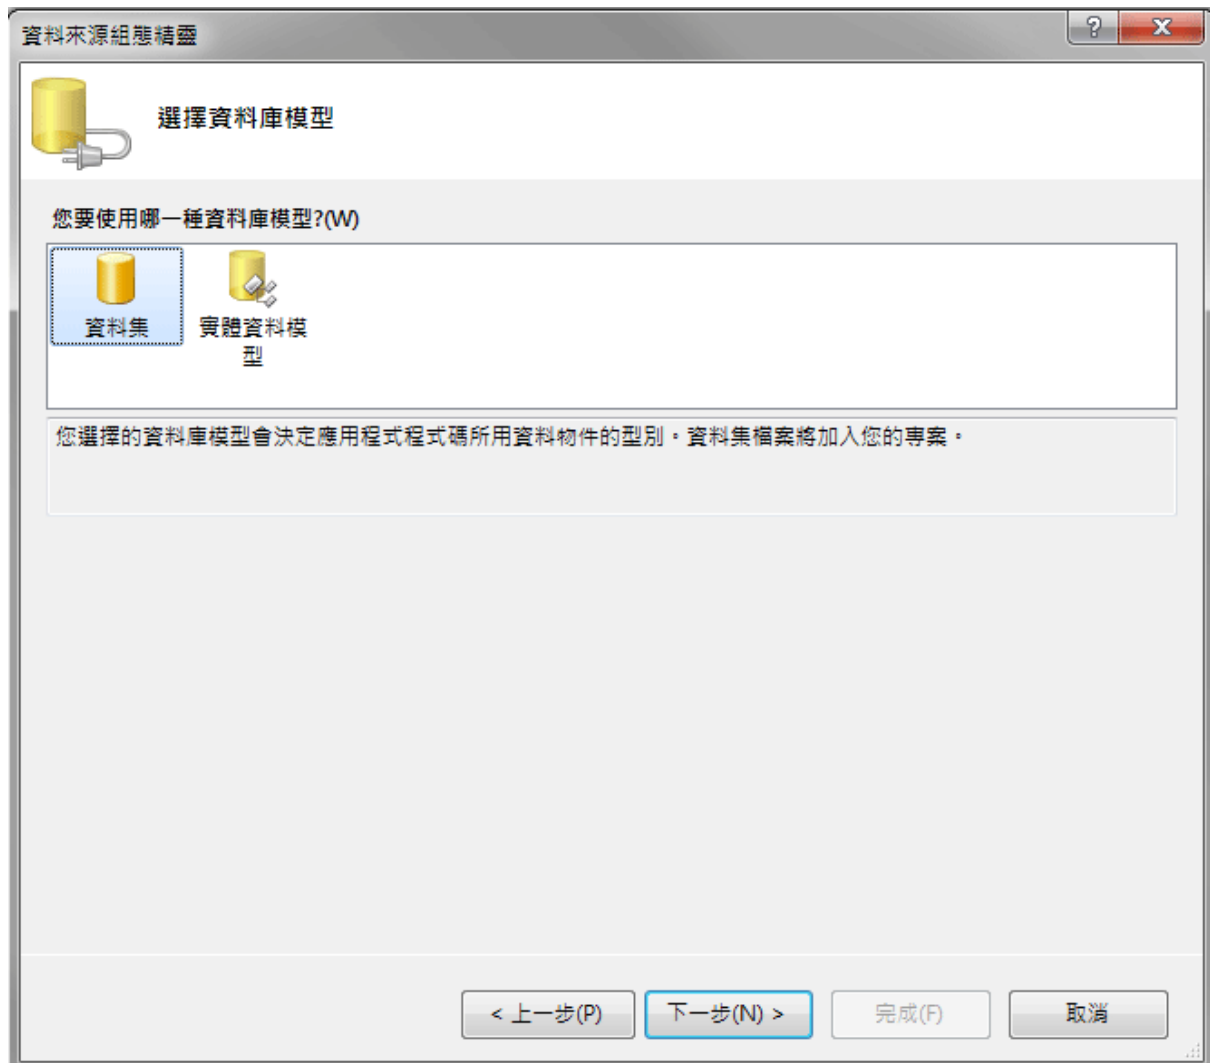 資料來源組態精靈
選擇資料庫模型
您要使用哪一種資料庫模型?(W)
資料集
實體資料模
型
您選擇的資料庫模型會決定應用程式程式碼所用資料物件的型別。資料集檔案將加入您的專案。
< 上一步(P)
下一步(N) >
完成(F)
取消